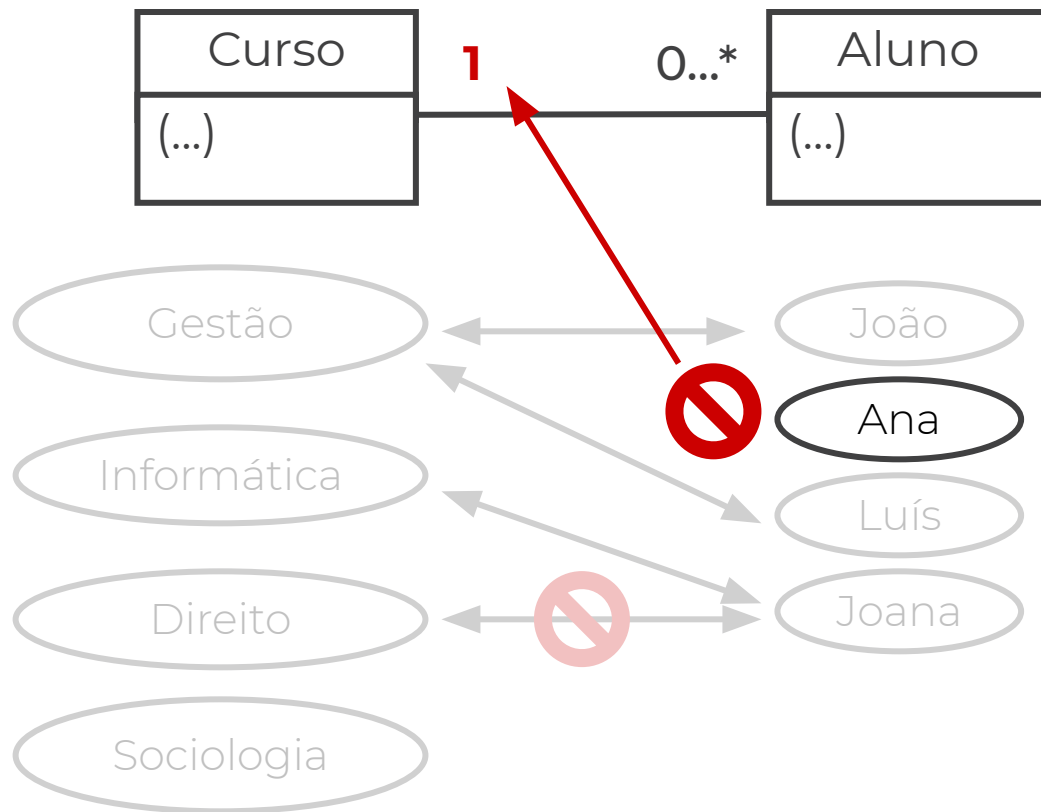 Curso
1
0...*
Aluno
(...)
(...)
Gestão
João
Ana
Informática
Luís
Direito
Joana
Sociologia